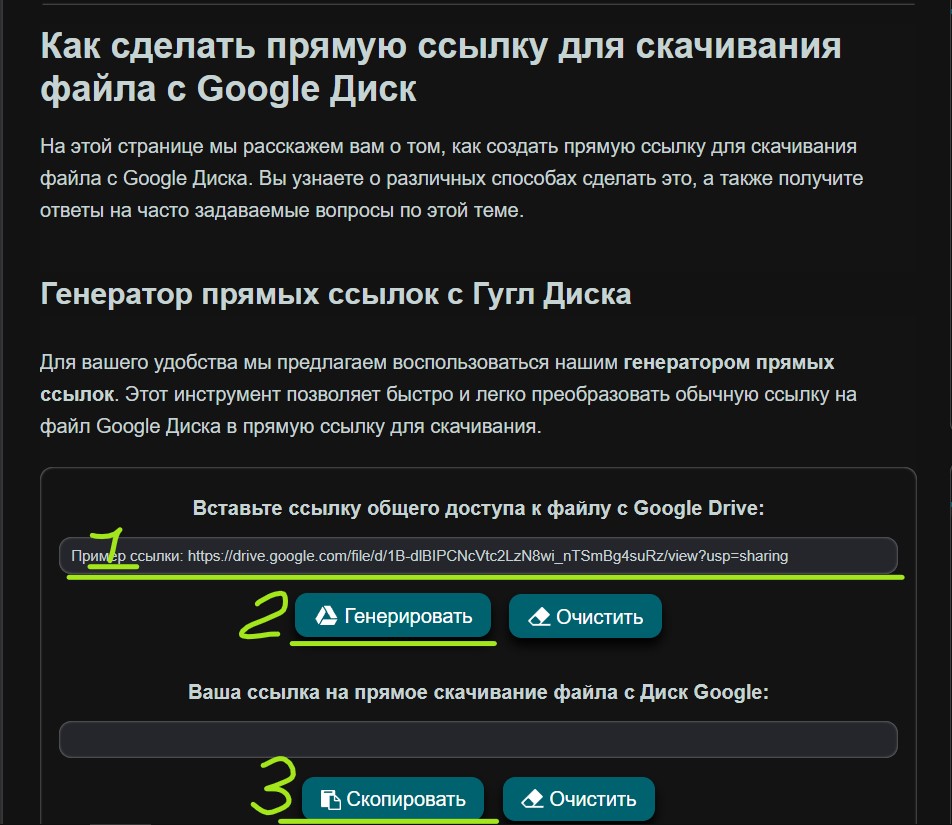 Как сделать прямую ссылку для скачивания
файла с Google Диск
На этой странице мы расскажем вам о том, как создать прямую ссылку для скачивания
файла с Google Диска. Вы узнаете о различных способах сделать это, а также получите
ответы на часто задаваемые вопросы по этой теме.
Генератор прямых ссылок с Гугл Диска
Для вашего удобства мы предлагаем воспользоваться нашим генератором прямых
ссылок. Этот инструмент позволяет быстро и легко преобразовать обычную ссылку на
файл Google Диска в прямую ссылку для скачивания.
Вставьте ссылку общего доступа к файлу с Google Drive:
1
Пример ссылки: https://drive.google.com/file/d/1B-dlBIPCNcVtc2LzN8wi_nTSmBg4suRz/view?usp=sharing
2 Генерировать Очистить
Ваша ссылка на прямое скачивание файла с Диск Google:
3 Скопировать Очистить